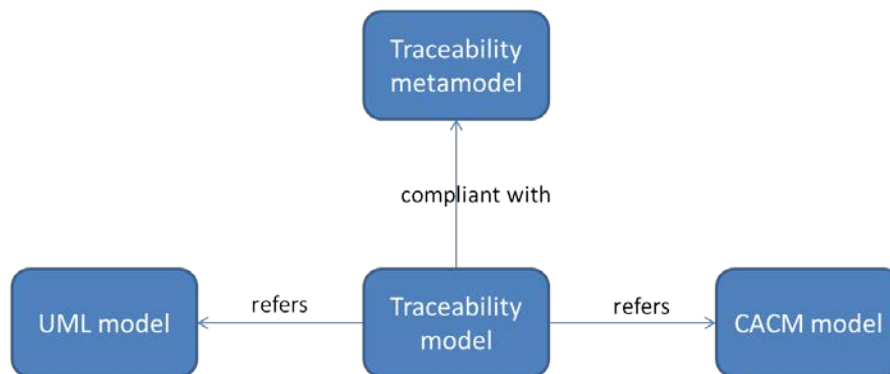 Traceability
metamodel
compliant with
UML model
refers
Traceability
model
refers
CACM model